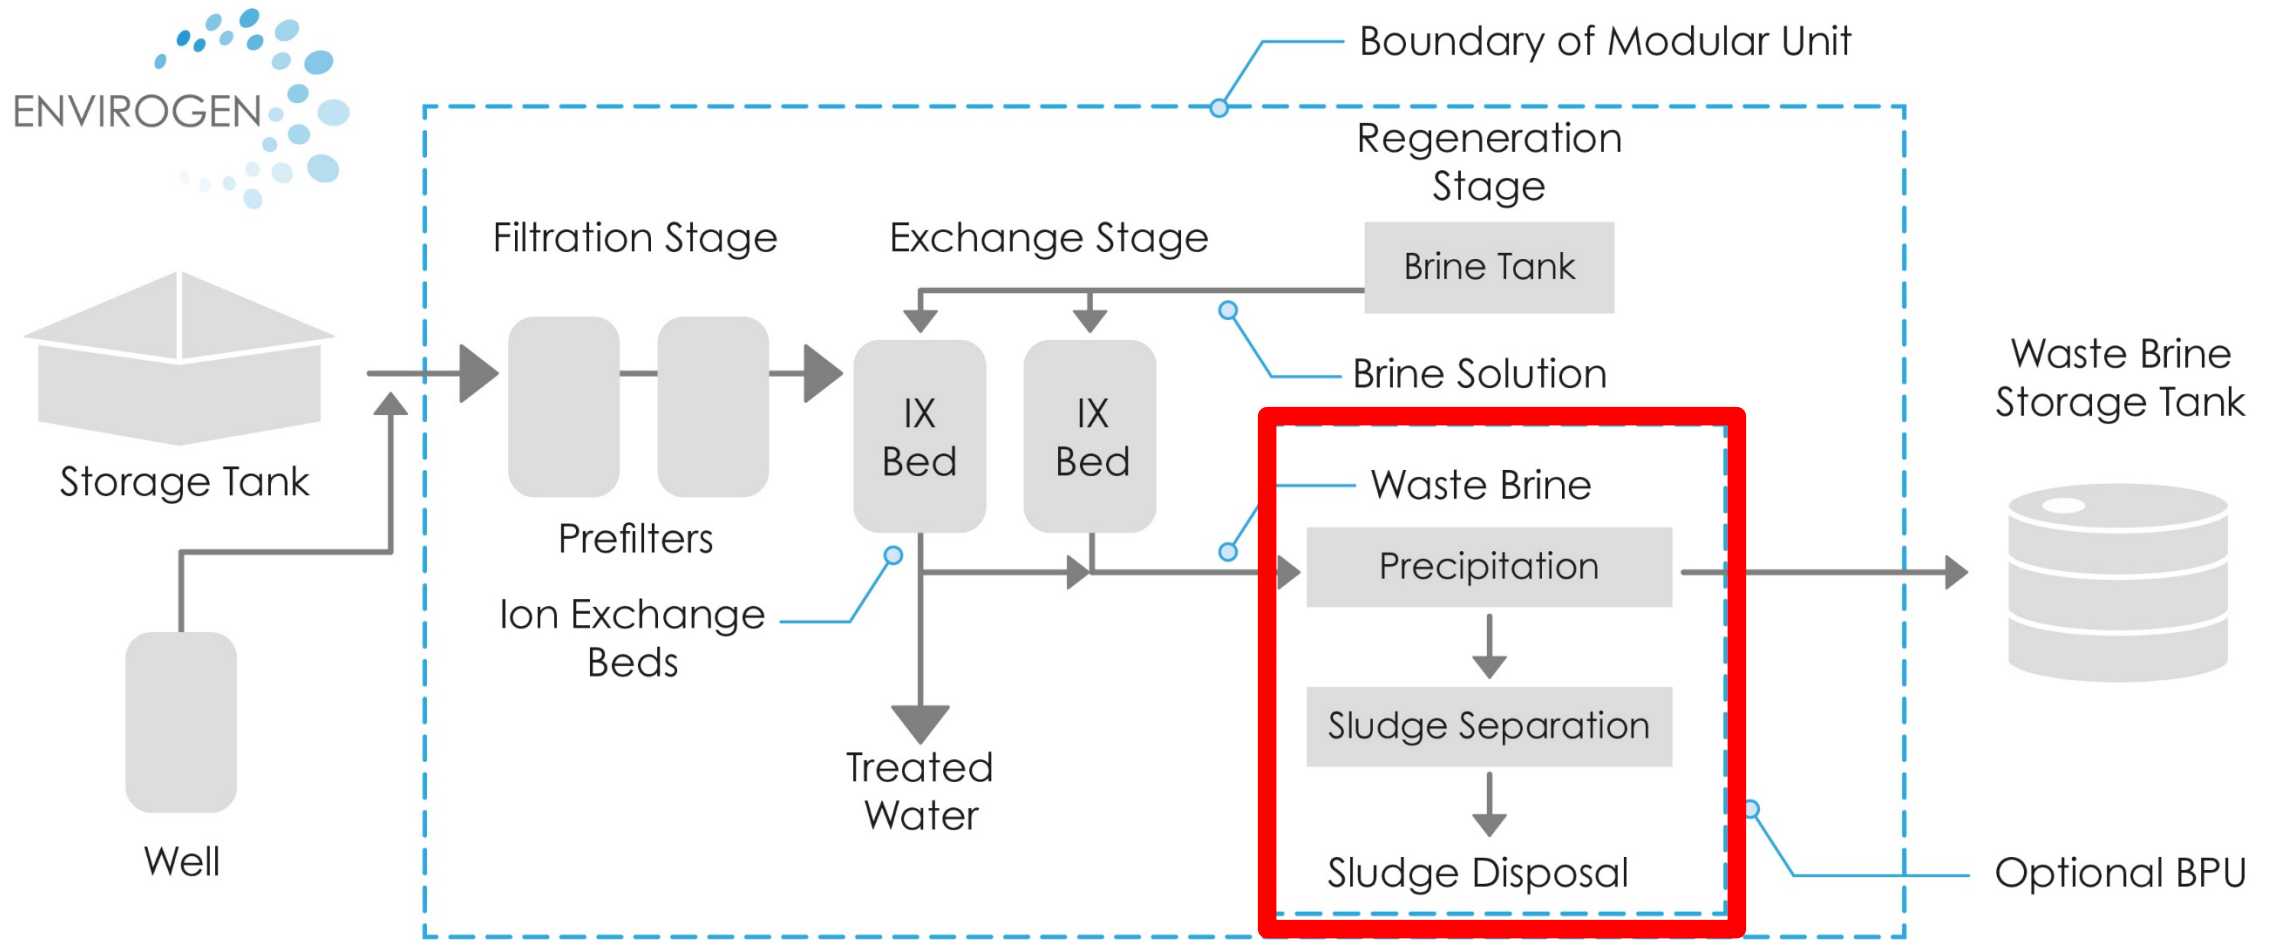 ENVIROGEN
Boundary of Modular Unit
Regeneration
Stage
Filtration Stage
Exchange Stage
Brine Tank
Brine Solution
Waste Brine
Storage Tank
IX
Bed
IX
Bed
Storage Tank
Waste Brine
Prefilters
Precipitation
Ion Exchange
Beds
Sludge Separation
Treated
Water
Well
Sludge Disposal
Optional BPU